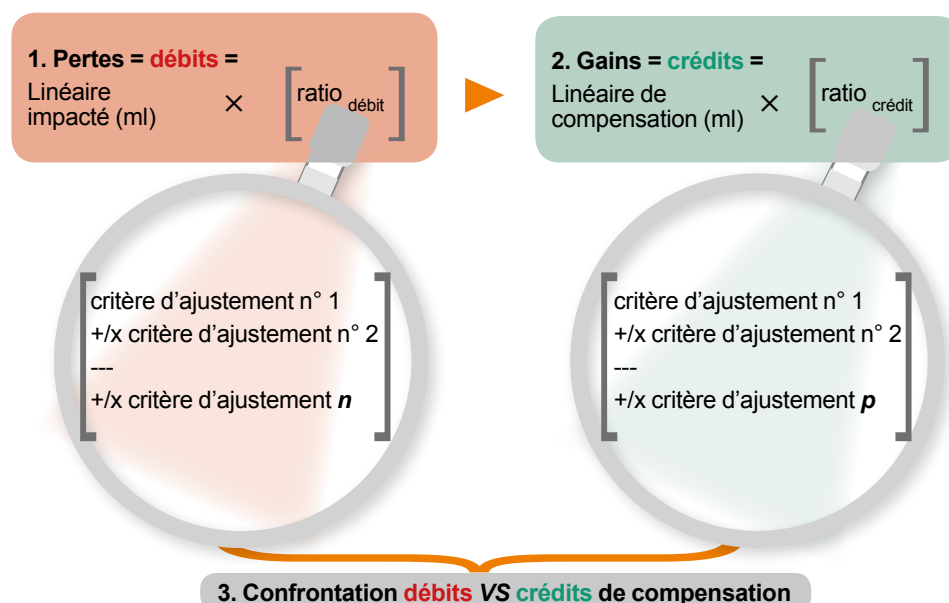 1. Pertes = débits =
Linéaire
impacté (ml) × [ratio débit]
2. Gains = crédits =
Linéaire de
compensation (ml) × [ratio crédit]
critère d’ajustement n° 1
+/x critère d’ajustement n° 2
---
+/x critère d’ajustement n
critère d’ajustement n° 1
+/x critère d’ajustement n° 2
---
+/x critère d’ajustement p
3. Confrontation débits VS crédits de compensation